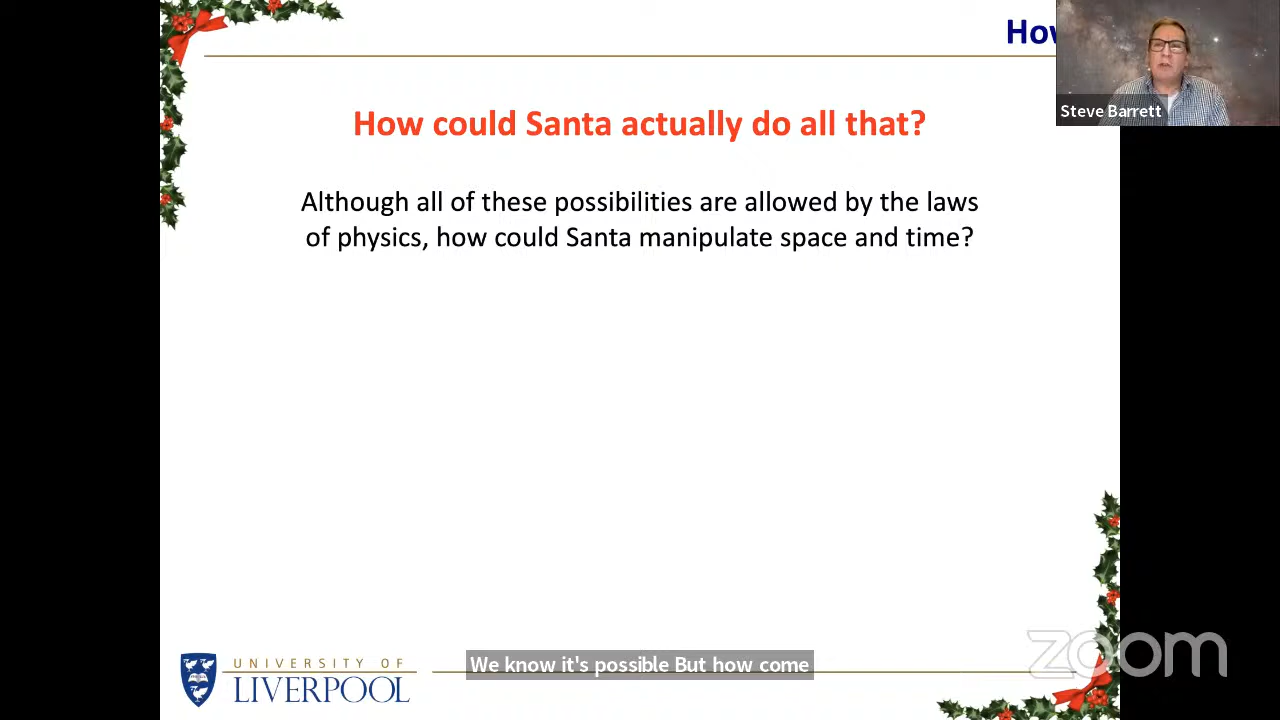 How
Steve Barrett
How could Santa actually do all that?
Although all of these possibilities are allowed by the laws
of physics, how could Santa manipulate space and time?
zoom
UNIVERSITY OF
LIVERPOOL
We know it's possible But how come